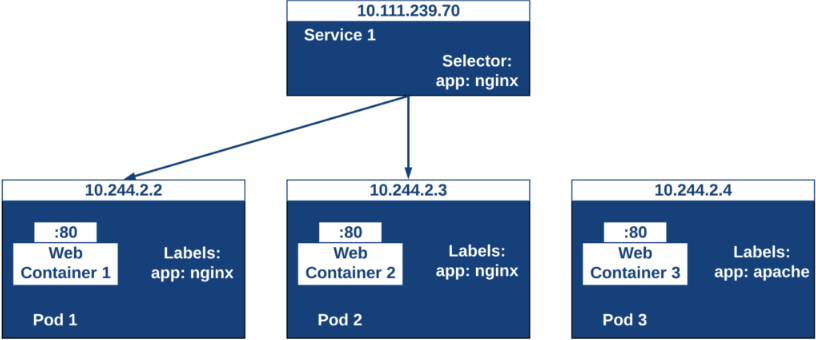 10.111.239.70
Service 1
Selector:
app: nginx
10.244.2.2
:80
Web
Container 1
Labels:
app: nginx
Pod 1
10.244.2.3
:80
Web
Container 2
Labels:
app: nginx
Pod 2
10.244.2.4
:80
Web
Container 3
Labels:
app: apache
Pod 3